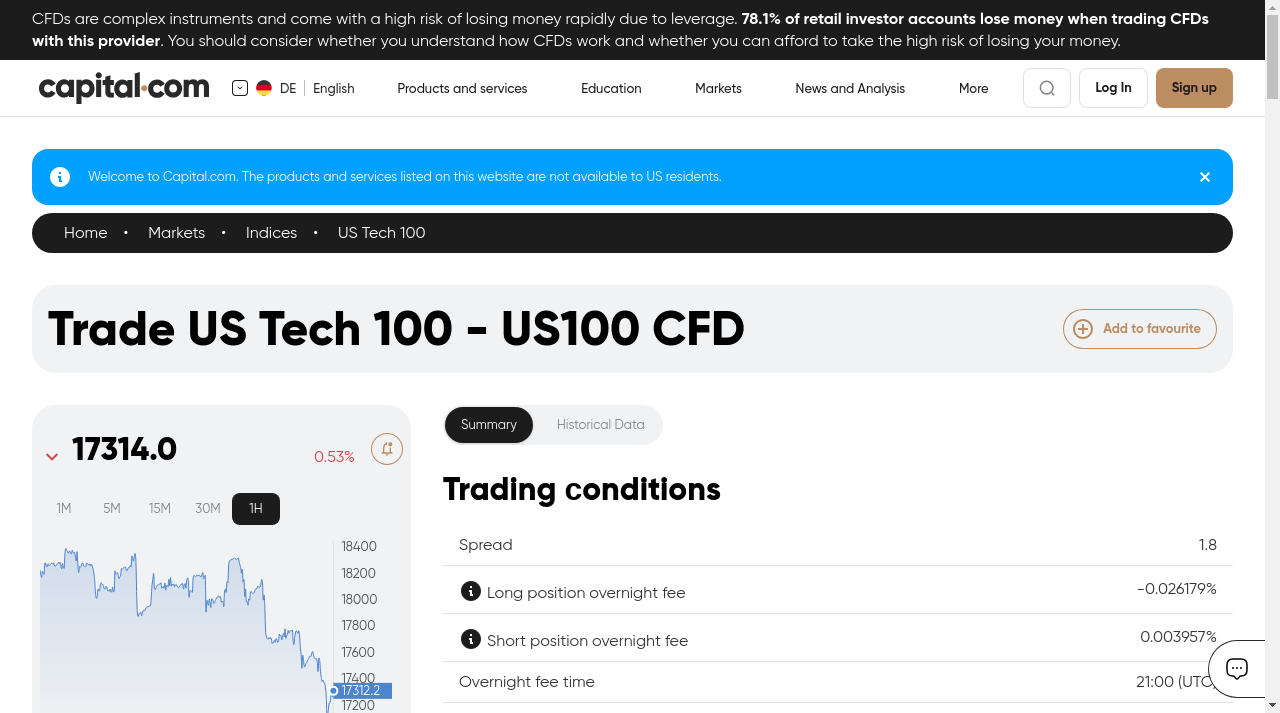 CFDs are complex instruments and come with a high risk of losing money rapidly due to leverage. 78.1% of retail investor accounts lose money when trading CFDs
with this provider. You should consider whether you understand how CFDs work and whether you can afford to take the high risk of losing your money.
capital.com
DE
English
Products and services
Education
Markets
News and Analysis
More
Log In
Sign up
Welcome to Capital.com. The products and services listed on this website are not available to US residents.
Home
Markets
Indices
US Tech 100
Trade US Tech 100 - US100 CFD
Add to favourite
17314.0
0.53%
1M
5M
15M
30M
1H
18400
18200
18000
17800
17600
17400
17312.2
17200
Summary
Historical Data
Trading conditions
Spread
1.8
Long position overnight fee
-0.026179%
Short position overnight fee
0.003957%
Overnight fee time
21:00 (UTC)